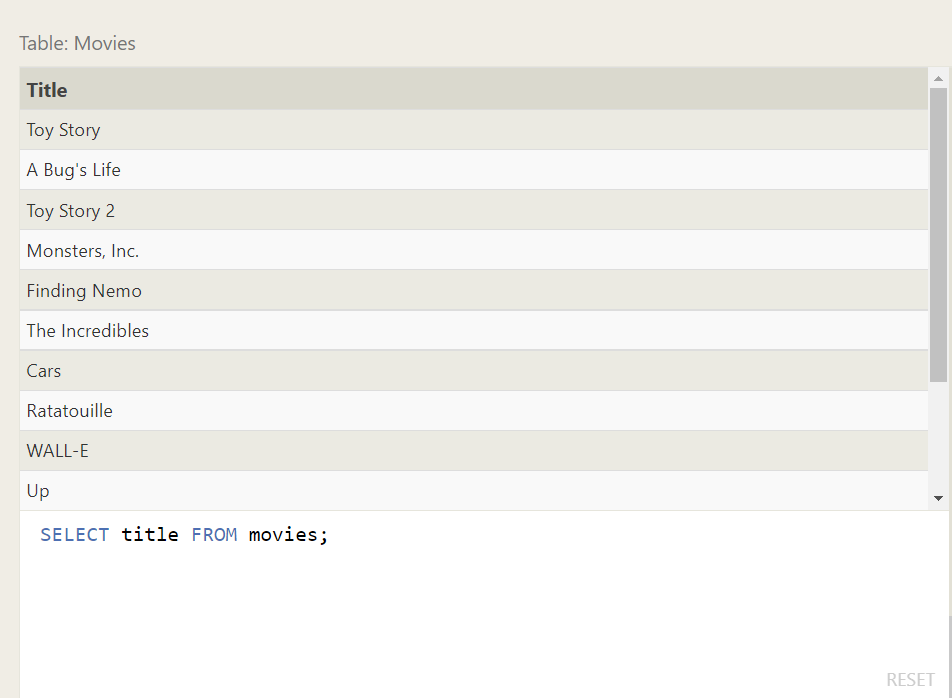 Table: Movies
Title
Toy Story
A Bug's Life
Toy Story 2
Monsters, Inc.
Finding Nemo
The Incredibles
Cars
Ratatouille
WALL-E
Up
SELECT title FROM movies;
RESET